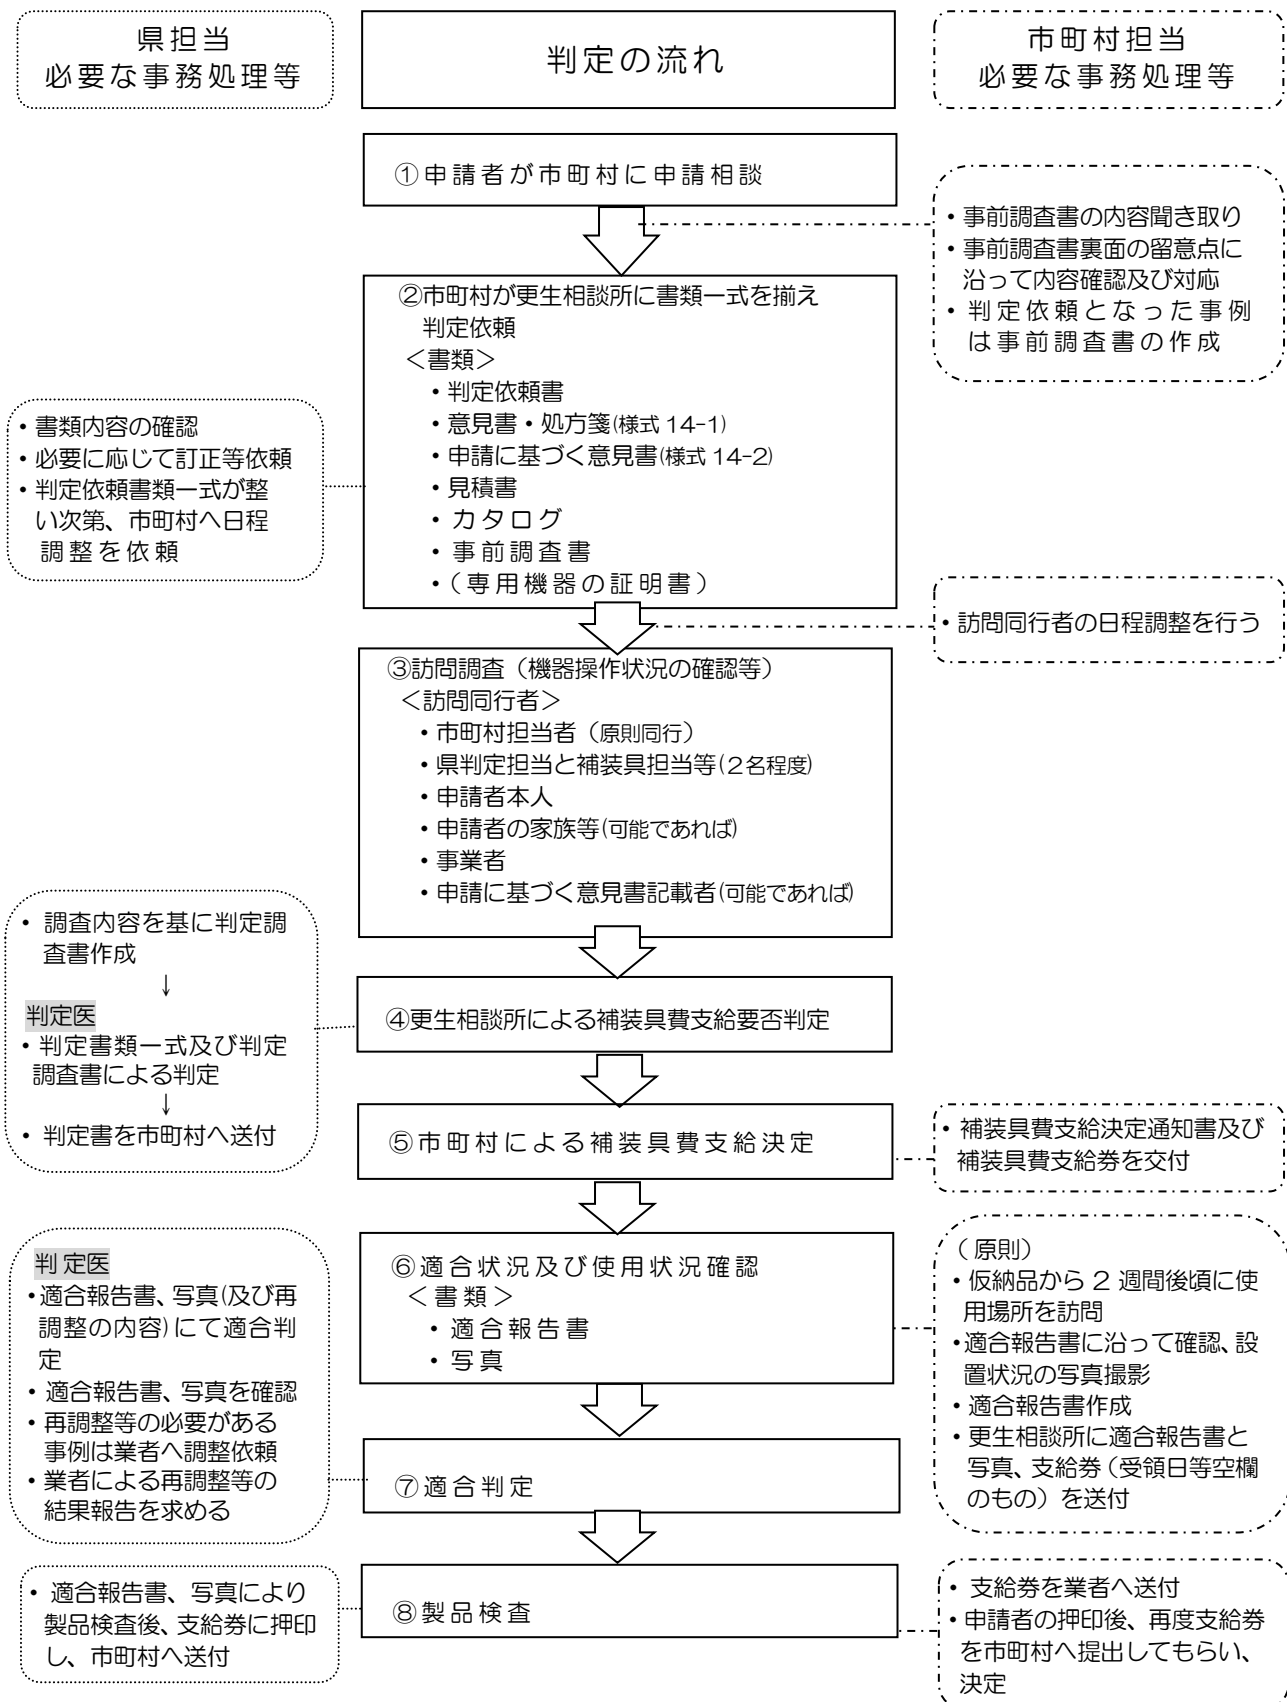 県担当
必要な事務処理等
判定の流れ
市町村担当
必要な事務処理等
①申請者が市町村に申請相談
・事前調査書の内容聞き取り
・事前調査書裏面の留意点に
沿って内容確認及び対応
・判定依頼となった事例
は事前調査書の作成
②市町村が更生相談所に書類一式を揃え
判定依頼
＜書類＞
・判定依頼書
・意見書・処方箋(様式 14-1)
・申請に基づく意見書(様式 14-2)
・見積書
・カタログ
・事前調査書
・(専用機器の証明書)
・書類内容の確認
・必要に応じて訂正等依頼
・判定依頼書類一式が整
い次第、市町村へ日程
調整を依頼
・訪問同行者の日程調整を行う
③訪問調査（機器操作状況の確認等）
＜訪問同行者＞
・市町村担当者（原則同行）
・県判定担当と補装具担当等(２名程度)
・申請者本人
・申請者の家族等(可能であれば)
・事業者
・申請に基づく意見書記載者(可能であれば)
・調査内容を基に判定調
査書作成
↓
判定医
・判定書類一式及び判定
調査書による判定
↓
・判定書を市町村へ送付
④更生相談所による補装具費支給要否判定
⑤市町村による補装具費支給決定
・補装具費支給決定通知書及び
補装具費支給券を交付
⑥適合状況及び使用状況確認
＜書類＞
・適合報告書
・写真
（原則）
・仮納品から 2 週間後頃に使
用場所を訪問
・適合報告書に沿って確認、設
置状況の写真撮影
・適合報告書作成
・更生相談所に適合報告書と
写真、支給券（受領日等空欄
のもの）を送付
判定医
・適合報告書、写真(及び再
調整の内容)にて適合判
定
・適合報告書、写真を確認
・再調整等の必要がある
事例は業者へ調整依頼
・業者による再調整等の
結果報告を求める
⑦適合判定
⑧製品検査
・適合報告書、写真により
製品検査後、支給券に押印
し、市町村へ送付
・支給券を業者へ送付
・申請者の押印後、再度支給券
を市町村へ提出してもらい、
決定